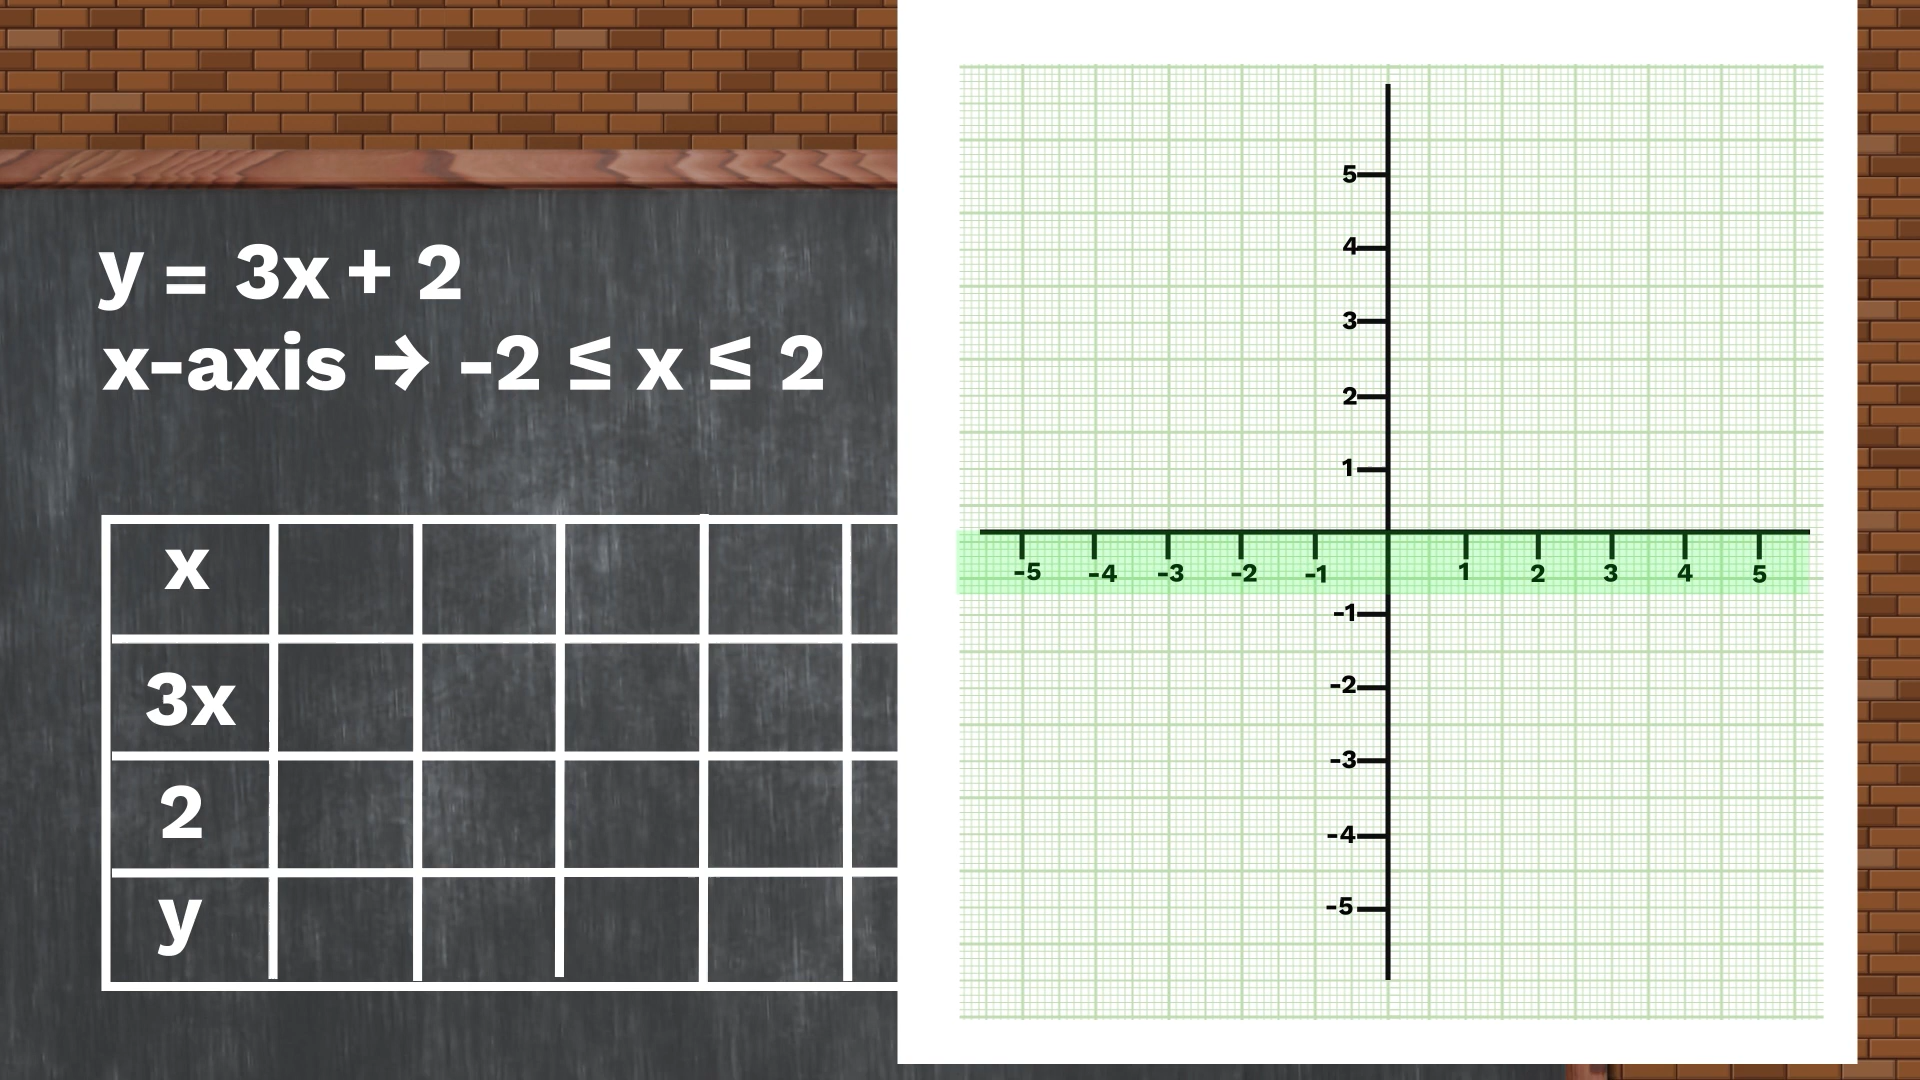 y = 3x + 2
x-axis → -2 ≤ x ≤ 2
x
3x
2
y
5
4
3
2
1
-5 -4 -3 -2 -1 1 2 3 4 5
-1
-2
-3
-4
-5